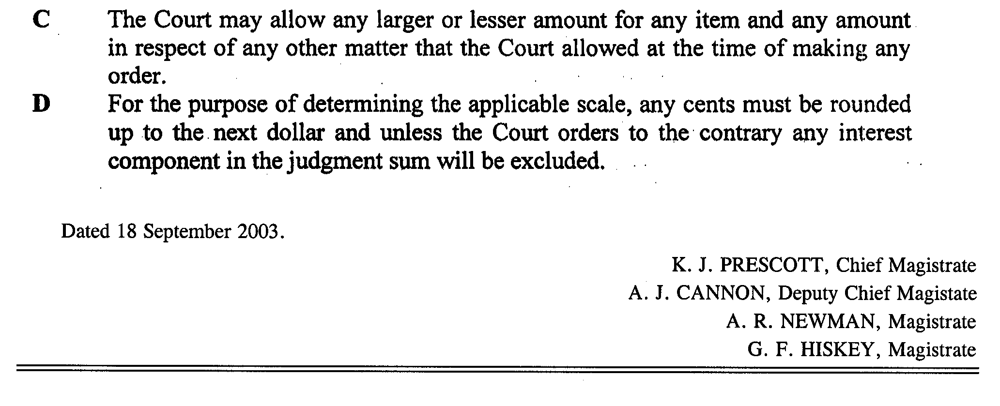 C The Court may allow any larger or lesser amount for any item and any amount
in respect of any other matter that the Court allowed at the time of making any
order.
D For the purpose of determining the applicable scale, any cents must be rounded
up to the next dollar and unless the Court orders to the contrary any interest
component in the judgment sum will be excluded.
Dated 18 September 2003.
K. J. PRESCOTT, Chief Magistrate
A. J. CANNON, Deputy Chief Magistate
A. R. NEWMAN, Magistrate
G. F. HISKEY, Magistrate